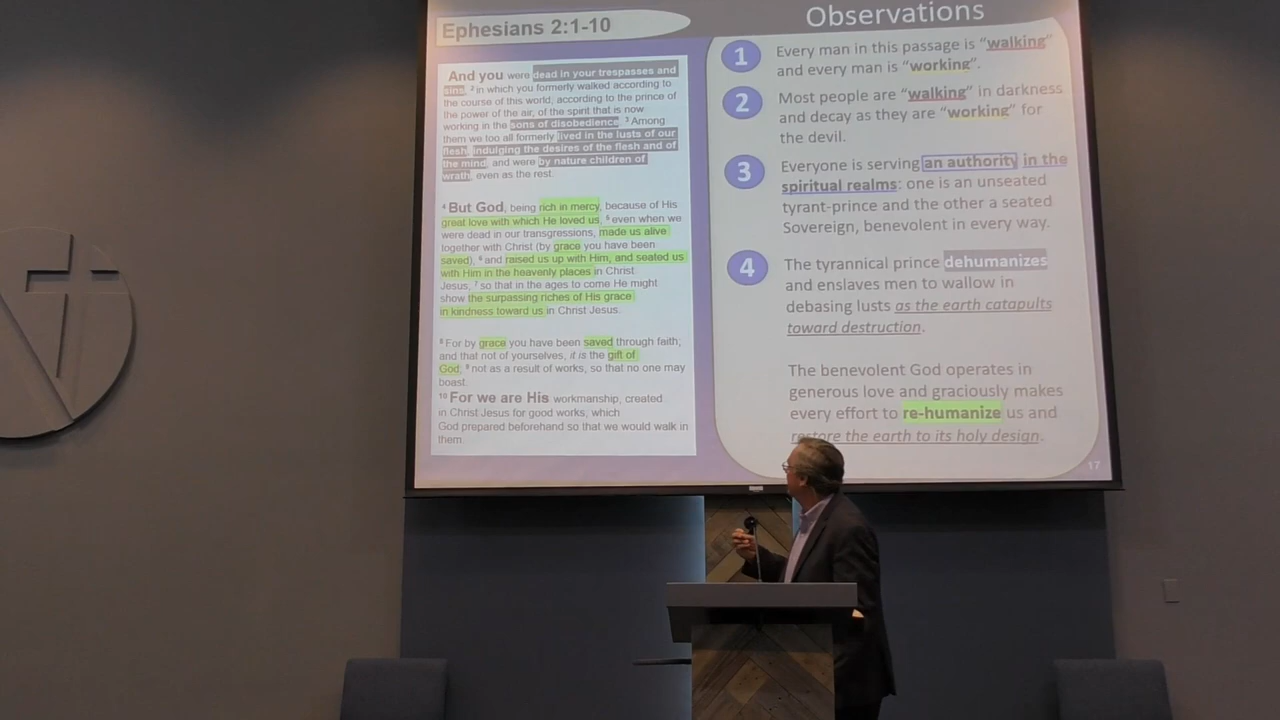 Ephesians 2:1-10
And you were dead in your trespasses and
sins, 2 in which you formerly walked according to
the course of this world, according to the prince of
the power of the air, of the spirit that is now
working in the sons of disobedience. 3 Among
them we too all formerly lived in the lusts of our
flesh, indulging the desires of the flesh and of
the mind, and were by nature children of
wrath, even as the rest.
4 But God, being rich in mercy, because of His
great love with which He loved us, 5 even when we
were dead in our transgressions, made us alive
together with Christ (by grace you have been
saved), 6 and raised us up with Him, and seated us
with Him in the heavenly places in Christ
Jesus, 7 so that in the ages to come He might
show the surpassing riches of His grace
in kindness toward us in Christ Jesus.
8 For by grace you have been saved through faith;
and that not of yourselves, it is the gift of
God; 9 not as a result of works, so that no one may
boast.
10 For we are His workmanship, created
in Christ Jesus for good works, which
God prepared beforehand so that we would walk in
them.
Observations
1 Every man in this passage is “walking”
and every man is “working”.
2 Most people are “walking” in darkness
and decay as they are “working” for
the devil.
3 Everyone is serving an authority in the
spiritual realms: one is an unseated
tyrant-prince and the other a seated
Sovereign, benevolent in every way.
4 The tyrannical prince dehumanizes
and enslaves men to wallow in
debasing lusts as the earth catapults
toward destruction.
The benevolent God operates in
generous love and graciously makes
every effort to re-humanize us and
restore the earth to its holy design.
17